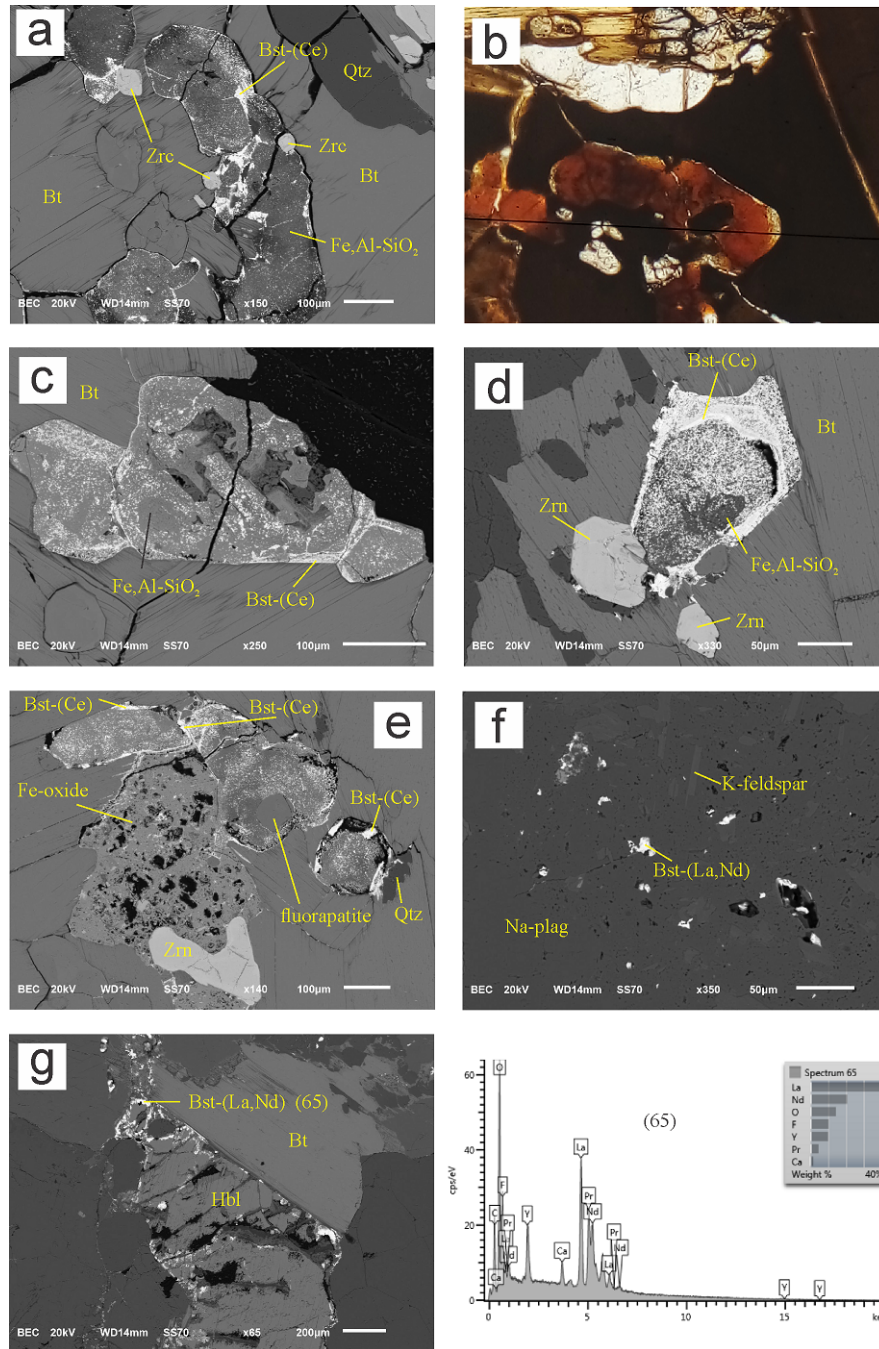 a
Bst-(Ce)
Qtz
Zrc
Zrc
Bt
Bt
Fe,Al-SiO₂
BEC 20kV WD14mm SS70 x150 100μm
b
c
Bt
Fe,Al-SiO₂
Bst-(Ce)
BEC 20kV WD14mm SS70 x250 100μm
d
Bst-(Ce)
Bt
Zrn
Fe,Al-SiO₂
Zrn
BEC 20kV WD14mm SS70 x330 50μm
e
Bst-(Ce)
Bst-(Ce)
Fe-oxide
Bst-(Ce)
fluorapatite
Qtz
Zrn
BEC 20kV WD14mm SS70 x140 100μm
f
K-feldspar
Bst-(La,Nd)
Na-plag
BEC 20kV WD14mm SS70 x350 50μm
g
Bst-(La,Nd) (65)
Bt
Hbl
BEC 20kV WD14mm SS70 x65 200μm
60
40
20
0
cps/eV
(65)
O
F
C
Pr
Ca
Y
Ca
La
Pr
Nd
La
Pr
Nd
Y
Y
0 5 10 15
Spectrum 65
La
Nd
O
F
Y
Pr
Ca
Weight % 40%